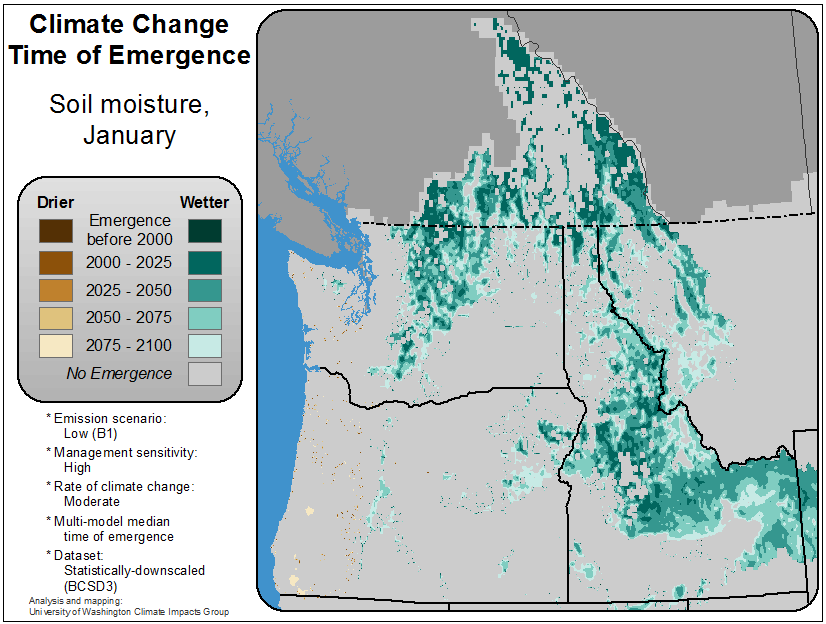 Climate Change
Time of Emergence
Soil moisture,
January
Drier
Wetter
Emergence
before 2000
2000 - 2025
2025 - 2050
2050 - 2075
2075 - 2100
No Emergence
* Emission scenario:
Low (B1)
* Management sensitivity:
High
* Rate of climate change:
Moderate
* Multi-model median
time of emergence
* Dataset:
Statistically-downscaled
(BCSD3)
Analysis and mapping:
University of Washington Climate Impacts Group